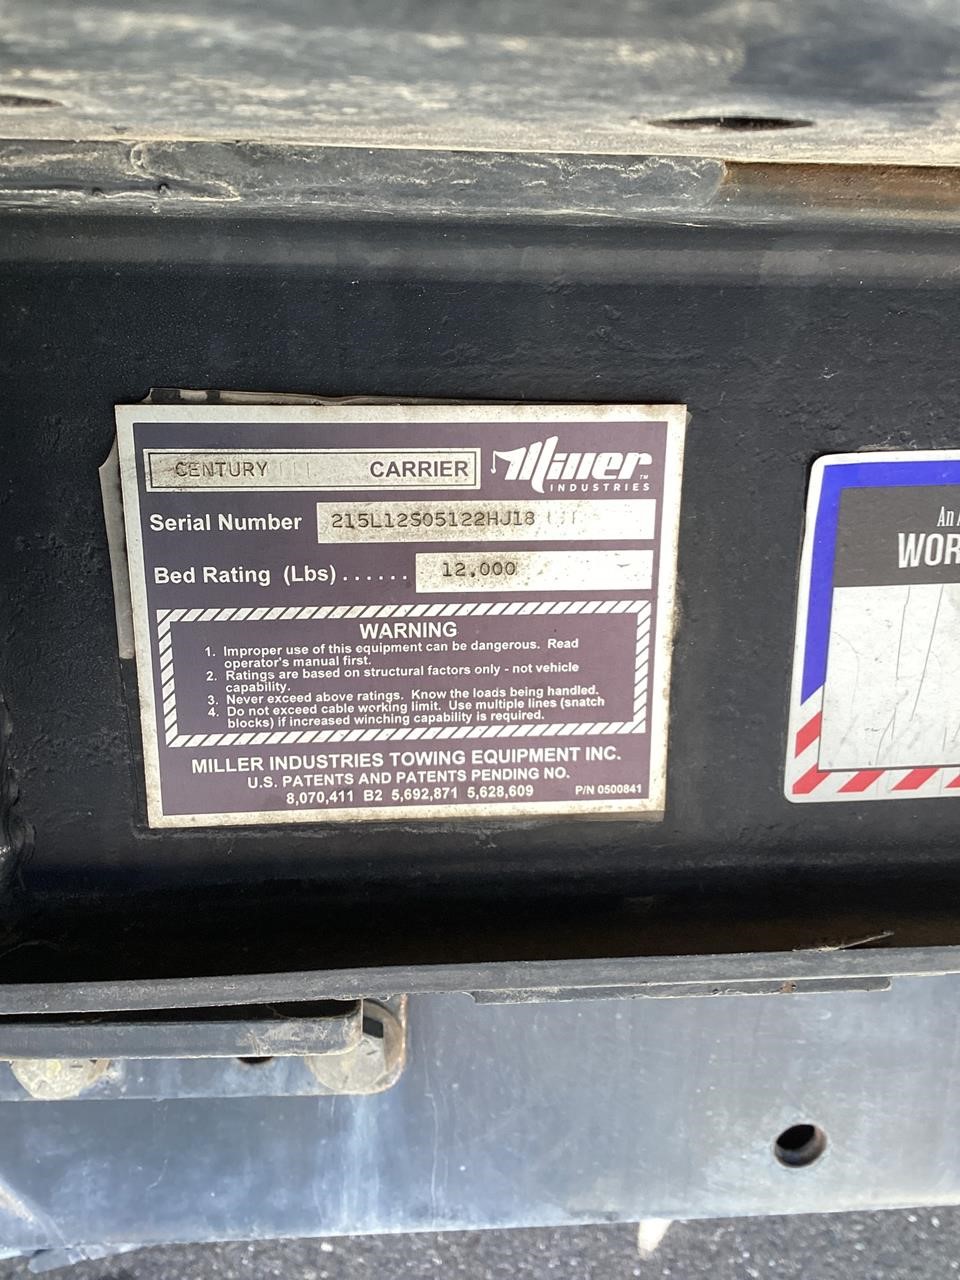 CENTURY CARRIER
Miller
INDUSTRIES
Serial Number 215L12S05122HJ18
Bed Rating (Lbs) ...... 12,000
WARNING
1. Improper use of this equipment can be dangerous. Read
operator's manual first.
2. Ratings are based on structural factors only - not vehicle
capability.
3. Never exceed above ratings. Know the loads being handled.
4. Do not exceed cable working limit. Use multiple lines (snatch
blocks) if increased winching capability is required.
MILLER INDUSTRIES TOWING EQUIPMENT INC.
U.S. PATENTS AND PATENTS PENDING NO.
8,070,411 B2 5,692,871 5,628,609 P/N 0500841
An
WOR